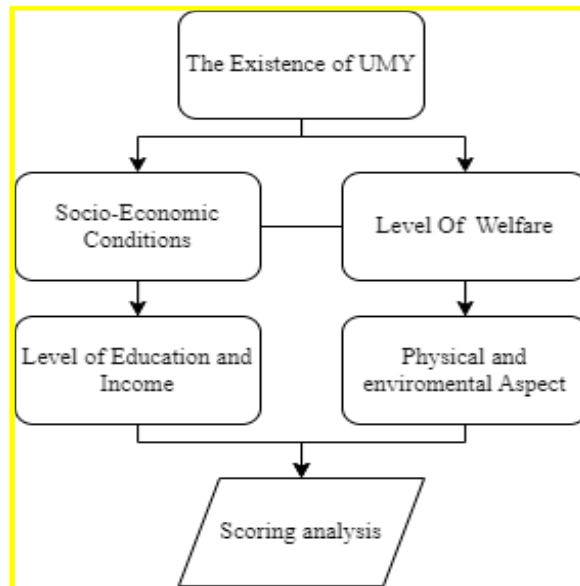 The Existence of UMY
Socio-Economic
Conditions
Level Of Welfare
Level of Education and
Income
Physical and
enviromental Aspect
Scoring analysis